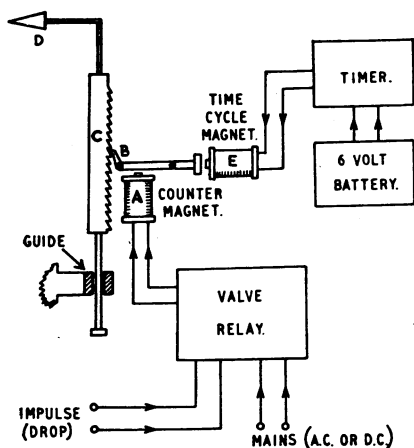 D
TIMER.
TIME
CYCLE
MAGNET.
C
B
E
6 VOLT
BATTERY.
A
COUNTER
MAGNET.
GUIDE
VALVE
RELAY.
IMPULSE
(DROP)
MAINS (A.C. OR D.C.)